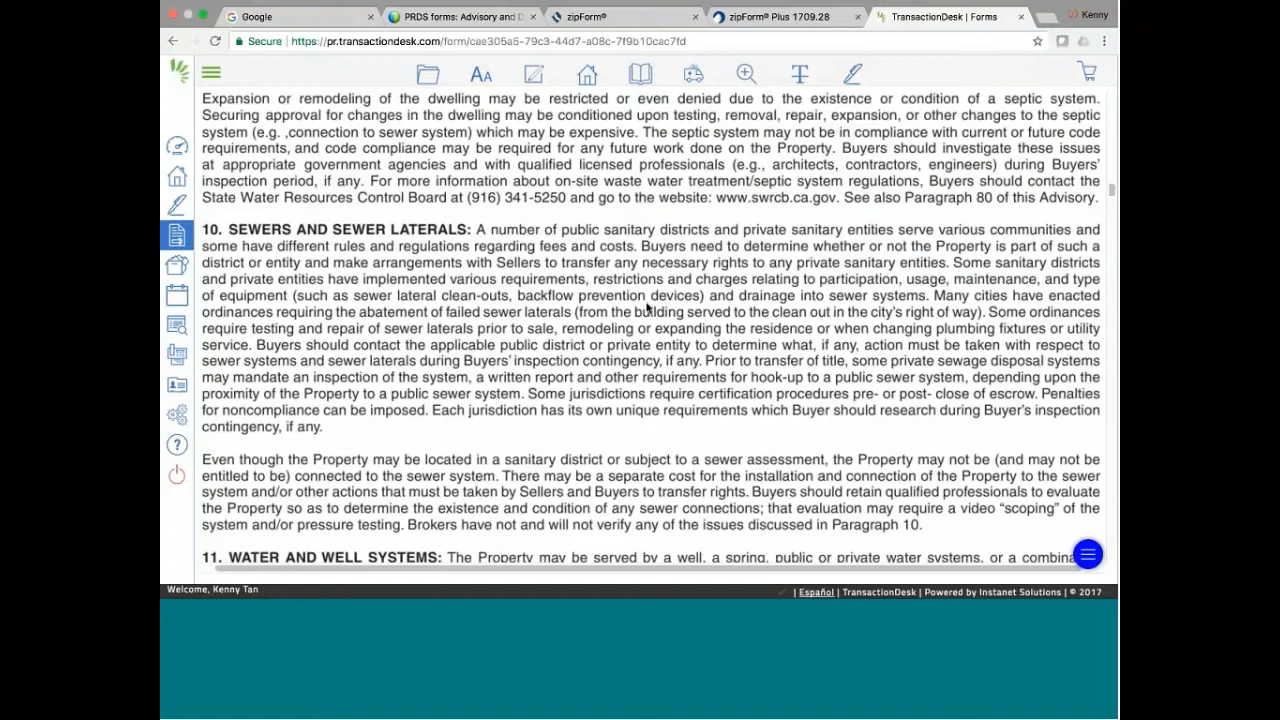 Google
PRDS forms: Advisory and D
zipForm®
zipForm® Plus 1709.28
TransactionDesk | Forms
Kenny
Secure | https://pr.transactiondesk.com/form/cae305a5-79c3-44d7-a08c-7f9b10cac7fd
Expansion or remodeling of the dwelling may be restricted or even denied due to the existence or condition of a septic system.
Securing approval for changes in the dwelling may be conditioned upon testing, removal, repair, expansion, or other changes to the septic
system (e.g. ,connection to sewer system) which may be expensive. The septic system may not be in compliance with current or future code
requirements, and code compliance may be required for any future work done on the Property. Buyers should investigate these issues
at appropriate government agencies and with qualified licensed professionals (e.g., architects, contractors, engineers) during Buyers'
inspection period, if any. For more information about on-site waste water treatment/septic system regulations, Buyers should contact the
State Water Resources Control Board at (916) 341-5250 and go to the website: www.swrcb.ca.gov. See also Paragraph 80 of this Advisory.
10. SEWERS AND SEWER LATERALS: A number of public sanitary districts and private sanitary entities serve various communities and
some have different rules and regulations regarding fees and costs. Buyers need to determine whether or not the Property is part of such a
district or entity and make arrangements with Sellers to transfer any necessary rights to any private sanitary entities. Some sanitary districts
and private entities have implemented various requirements, restrictions and charges relating to participation, usage, maintenance, and type
of equipment (such as sewer lateral clean-outs, backflow prevention devices) and drainage into sewer systems. Many cities have enacted
ordinances requiring the abatement of failed sewer laterals (from the building served to the clean out in the city's right of way). Some ordinances
require testing and repair of sewer laterals prior to sale, remodeling or expanding the residence or when changing plumbing fixtures or utility
service. Buyers should contact the applicable public district or private entity to determine what, if any, action must be taken with respect to
sewer systems and sewer laterals during Buyers' inspection contingency, if any. Prior to transfer of title, some private sewage disposal systems
may mandate an inspection of the system, a written report and other requirements for hook-up to a public sewer system, depending upon the
proximity of the Property to a public sewer system. Some jurisdictions require certification procedures pre- or post- close of escrow. Penalties
for noncompliance can be imposed. Each jurisdiction has its own unique requirements which Buyer should research during Buyer's inspection
contingency, if any.
Even though the Property may be located in a sanitary district or subject to a sewer assessment, the Property may not be (and may not be
entitled to be) connected to the sewer system. There may be a separate cost for the installation and connection of the Property to the sewer
system and/or other actions that must be taken by Sellers and Buyers to transfer rights. Buyers should retain qualified professionals to evaluate
the Property so as to determine the existence and condition of any sewer connections; that evaluation may require a video “scoping” of the
system and/or pressure testing. Brokers have not and will not verify any of the issues discussed in Paragraph 10.
11. WATER AND WELL SYSTEMS: The Property may be served by a well, a spring, public or private water systems, or a combina
Welcome, Kenny Tan
| Español | TransactionDesk | Powered by Instanet Solutions | © 2017